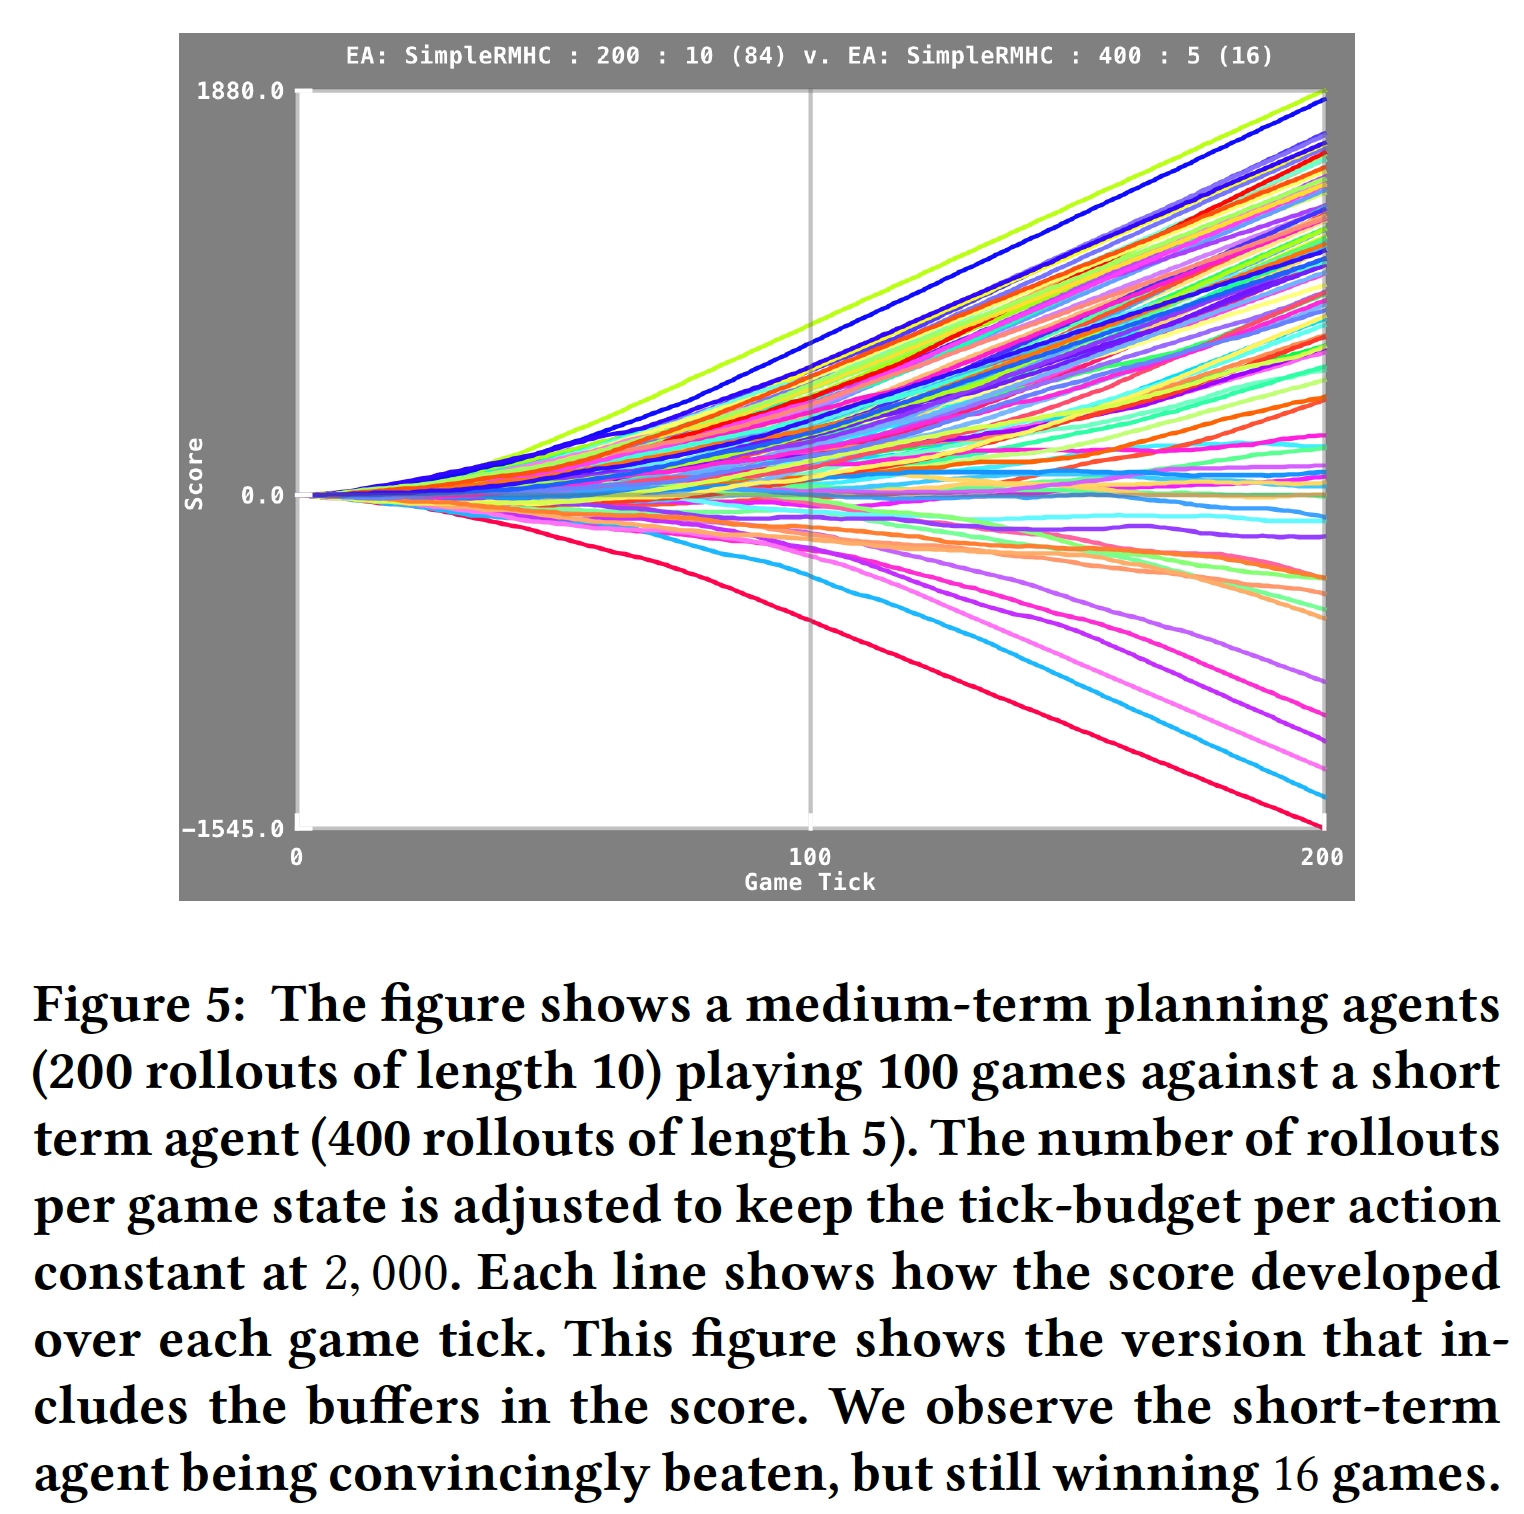 EA: SimpleRMHC : 200 : 10 (84) v. EA: SimpleRMHC : 400 : 5 (16)
1880.0
Score
0.0
−1545.0
0 100 200
Game Tick
Figure 5: The figure shows a medium-term planning agents
(200 rollouts of length 10) playing 100 games against a short
term agent (400 rollouts of length 5). The number of rollouts
per game state is adjusted to keep the tick-budget per action
constant at 2, 000. Each line shows how the score developed
over each game tick. This figure shows the version that in-
cludes the buffers in the score. We observe the short-term
agent being convincingly beaten, but still winning 16 games.